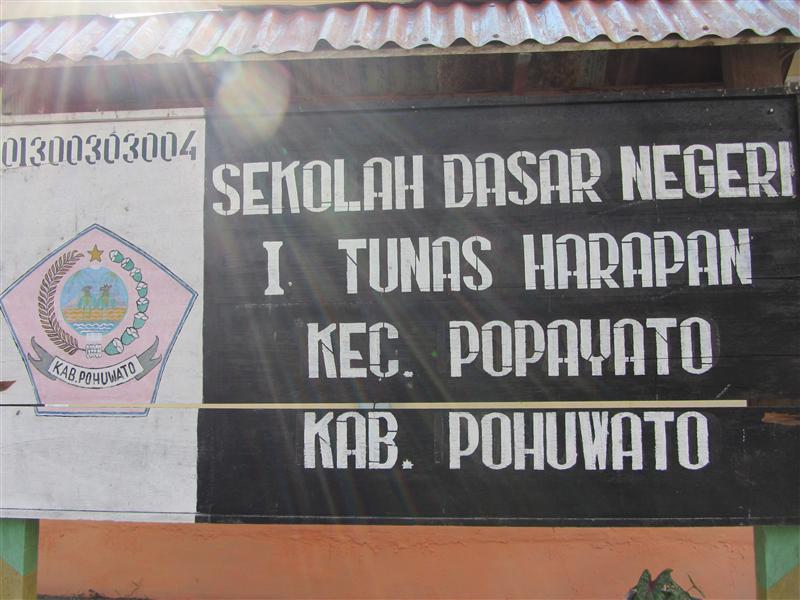 01300303004
KAB. POHUWATO
SEKOLAH DASAR NEGERI
I. TUNAS HARAPAN
KEC. POPAYATO
KAB. POHUWATO